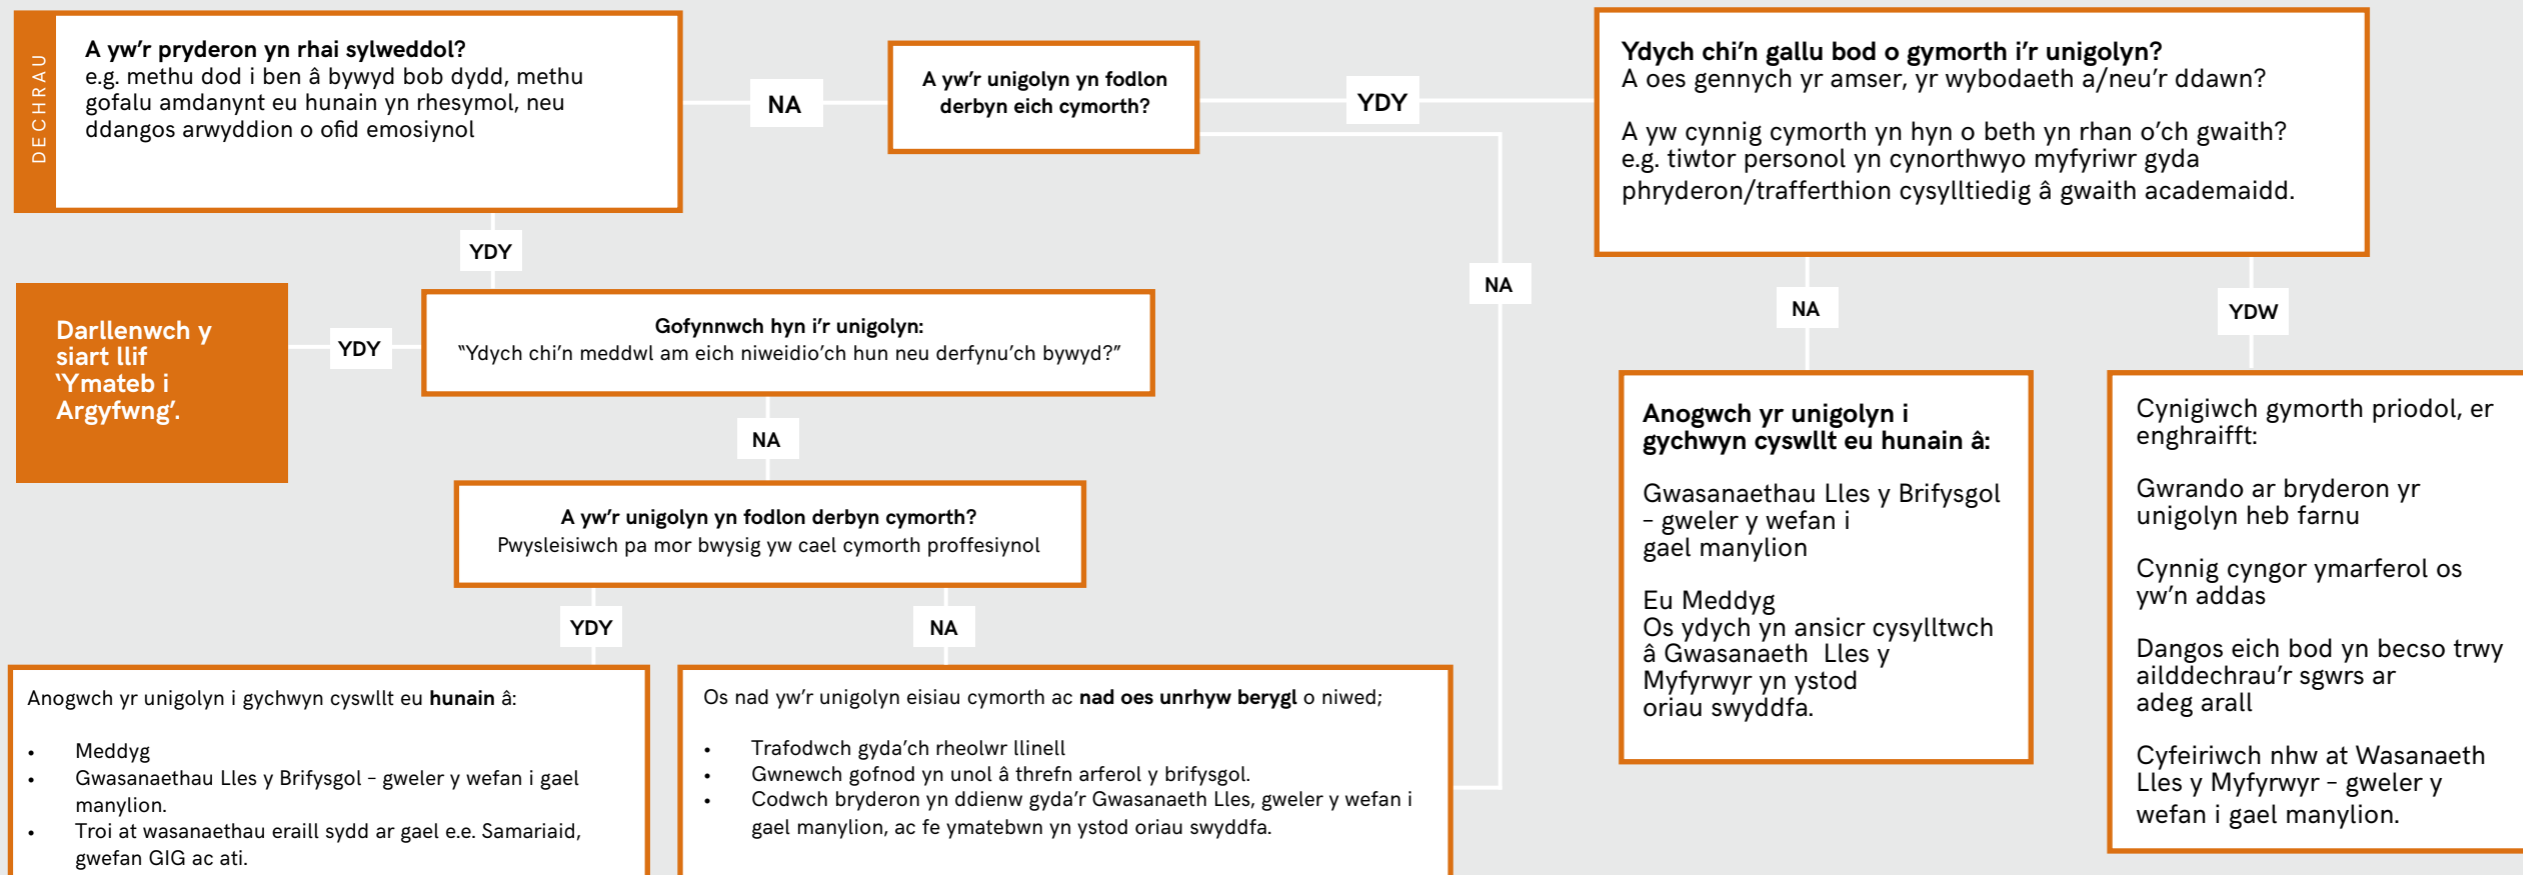 DECHRAU
A yw'r pryderon yn rhai sylweddol?
e.g. methu dod i ben â bywyd bob dydd, methu
gofalu amdanynt eu hunain yn rhesymol, neu
ddangos arwyddion o ofid emosiynol
NA
A yw'r unigolyn yn fodlon
derbyn eich cymorth?
YDY
Ydych chi'n gallu bod o gymorth i'r unigolyn?
A oes gennych yr amser, yr wybodaeth a/neu'r ddawn?
A yw cynnig cymorth yn hyn o beth yn rhan o'ch gwaith?
e.g. tiwtor personol yn cynorthwyo myfyriwr gyda
phryderon/trafferthion cysylltiedig â gwaith academaidd.
YDY
NA
NA
YDW
Darllenwch y
siart llif
'Ymateb i
Argyfwng'.
YDY
Gofynnwch hyn i'r unigolyn:
"Ydych chi'n meddwl am eich niweidio'ch hun neu derfynu'ch bywyd?"
NA
A yw'r unigolyn yn fodlon derbyn cymorth?
Pwysleisiwch pa mor bwysig yw cael cymorth proffesiynol
YDY
NA
Anogwch yr unigolyn i gychwyn cyswllt eu hunain â:
• Meddyg
• Gwasanaethau Lles y Brifysgol – gweler y wefan i gael
manylion.
• Troi at wasanaethau eraill sydd ar gael e.e. Samariaid,
gwefan GIG ac ati.
Os nad yw'r unigolyn eisiau cymorth ac nad oes unrhyw berygl o niwed;
• Trafodwch gyda'ch rheolwr llinell
• Gwnewch gofnod yn unol â threfn arferol y brifysgol.
• Codwch bryderon yn ddienw gyda'r Gwasanaeth Lles, gweler y wefan i
gael manylion, ac fe ymatebwn yn ystod oriau swyddfa.
Anogwch yr unigolyn i
gychwyn cyswllt eu hunain â:
Gwasanaethau Lles y Brifysgol
– gweler y wefan i
gael manylion
Eu Meddyg
Os ydych yn ansicr cysylltwch
â Gwasanaeth Lles y
Myfyrwyr yn ystod
oriau swyddfa.
Cynigiwch gymorth priodol, er
enghraifft:
Gwrando ar bryderon yr
unigolyn heb farnu
Cynnig cyngor ymarferol os
yw'n addas
Dangos eich bod yn becso trwy
ailddechrau'r sgwrs ar
adeg arall
Cyfeiriwch nhw at Wasanaeth
Lles y Myfyrwyr – gweler y
wefan i gael manylion.